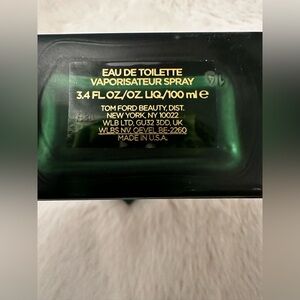 EAU DE TOILETTE
VAPORISATEUR SPRAY
3.4 FL.OZ./OZ. LIQ./100 ml ℮
TOM FORD BEAUTY, DIST.
NEW YORK, NY 10022
WLB LTD, GU32 3DD, UK
WLBS NV, OEVEL, BE-2260
MADE IN U.S.A.